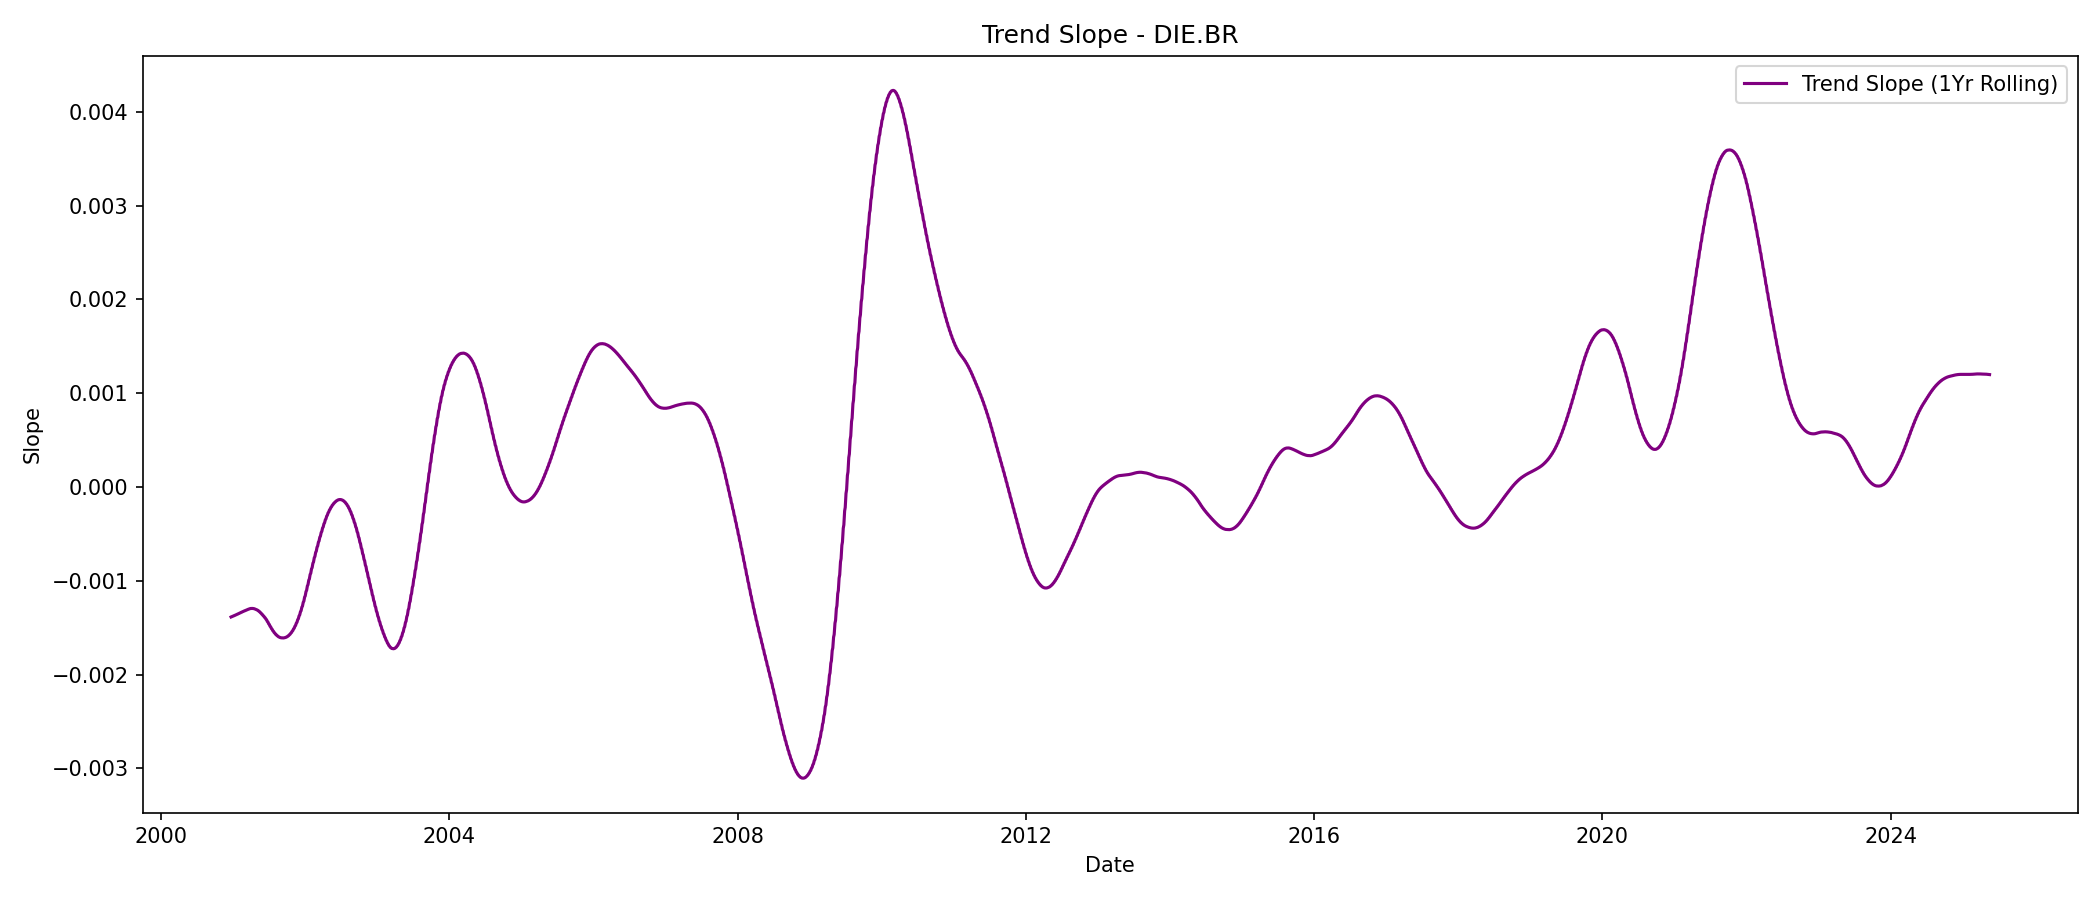 Trend Slope - DIE.BR
Trend Slope (1Yr Rolling)
0.004
0.003
0.002
0.001
0.000
−0.001
−0.002
−0.003
Slope
2000 2004 2008 2012 2016 2020 2024
Date